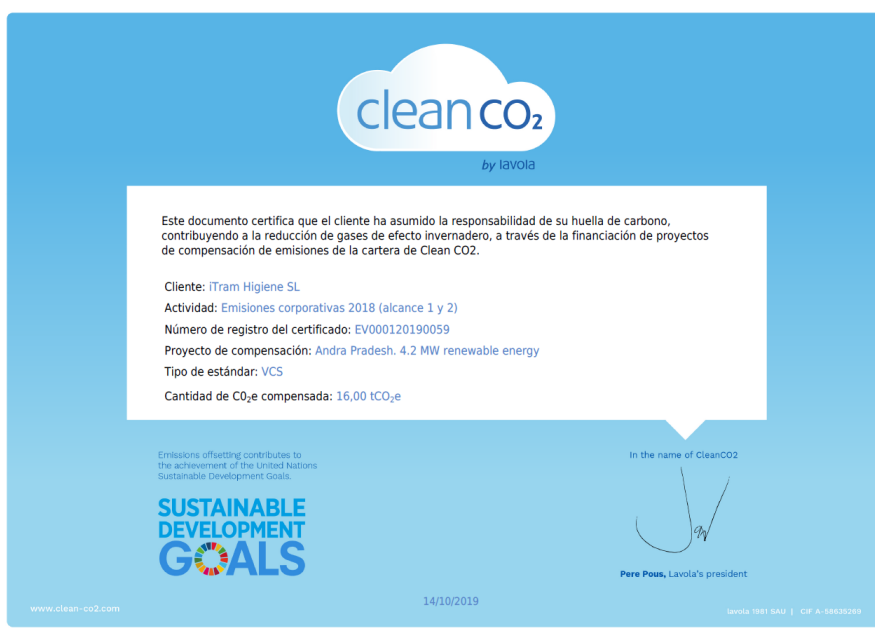 clean co₂
by lavola
Este documento certifica que el cliente ha asumido la responsabilidad de su huella de carbono,
contribuyendo a la reducción de gases de efecto invernadero, a través de la financiación de proyectos
de compensación de emisiones de la cartera de Clean CO2.
Cliente: iTram Higiene SL
Actividad: Emisiones corporativas 2018 (alcance 1 y 2)
Número de registro del certificado: EV000120190059
Proyecto de compensación: Andra Pradesh. 4.2 MW renewable energy
Tipo de estándar: VCS
Cantidad de C0₂e compensada: 16,00 tCO₂e
Emissions offsetting contributes to
the achievement of the United Nations
Sustainable Development Goals.
SUSTAINABLE
DEVELOPMENT
GOALS
In the name of CleanCO2
Pere Pous, Lavola's president
14/10/2019
www.clean-co2.com
lavola 1981 SAU | CIF A-58635269